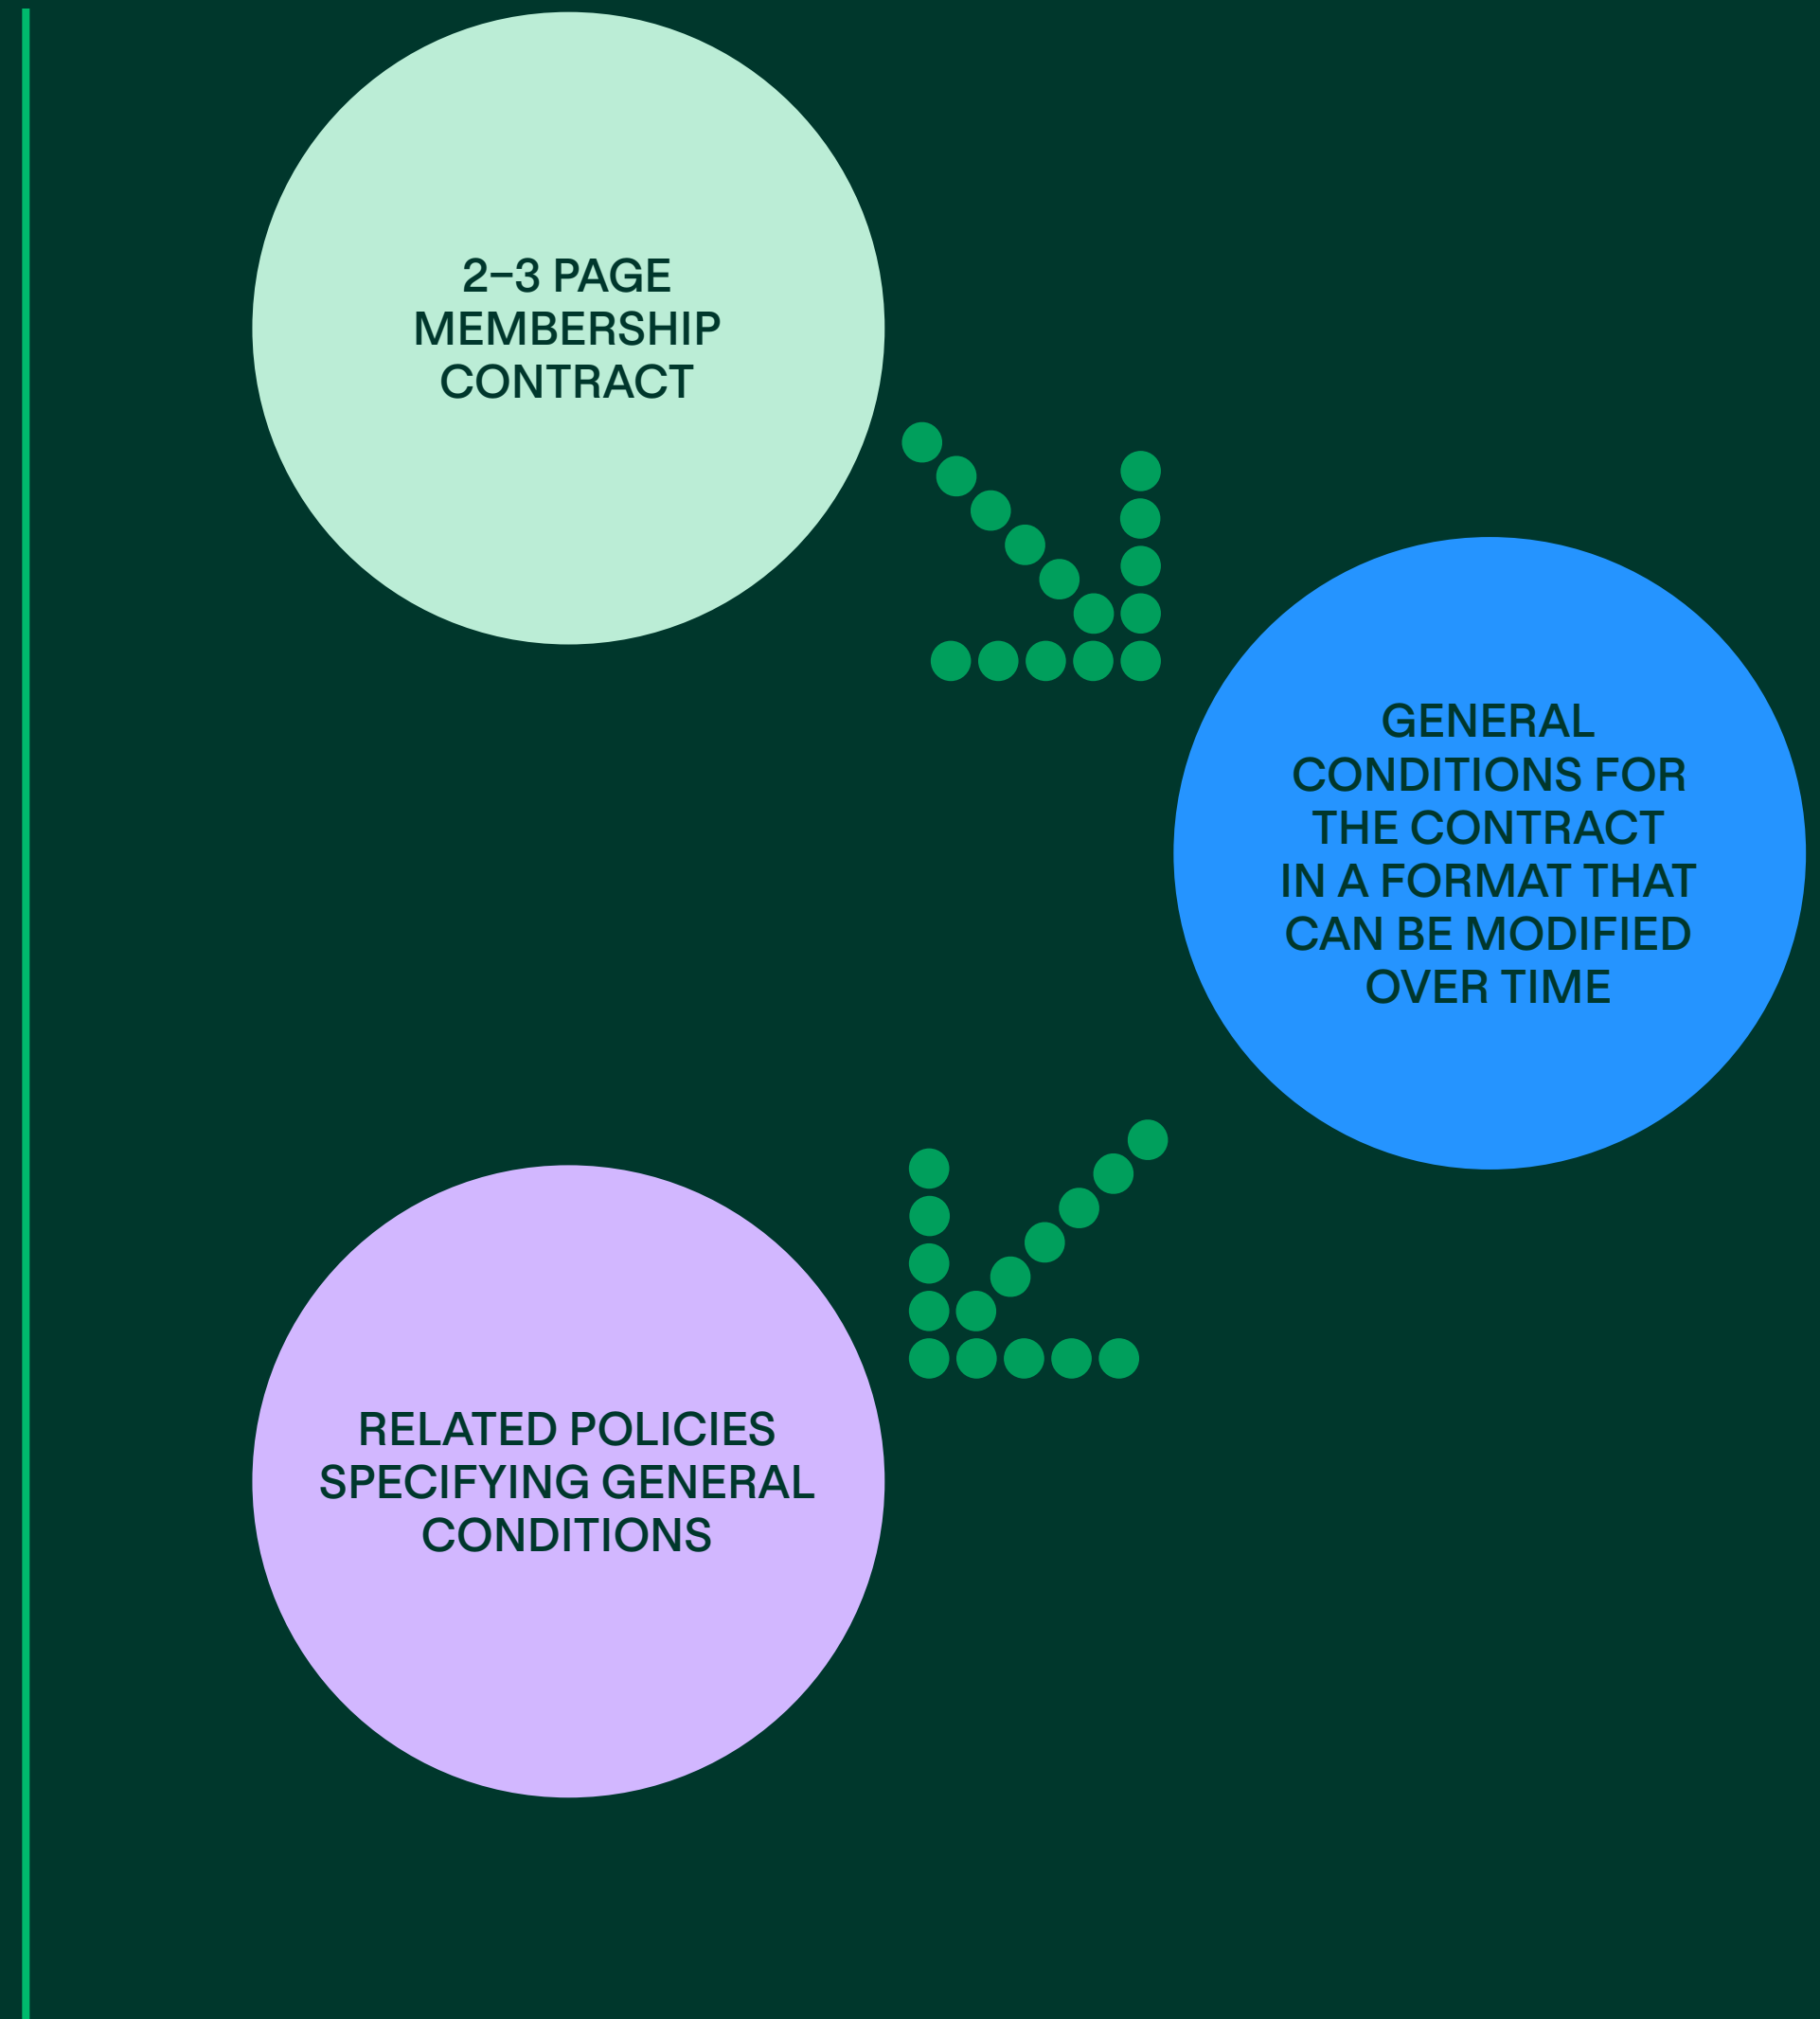 2–3 PAGE
MEMBERSHIP
CONTRACT
GENERAL
CONDITIONS FOR
THE CONTRACT
IN A FORMAT THAT
CAN BE MODIFIED
OVER TIME
RELATED POLICIES
SPECIFYING GENERAL
CONDITIONS